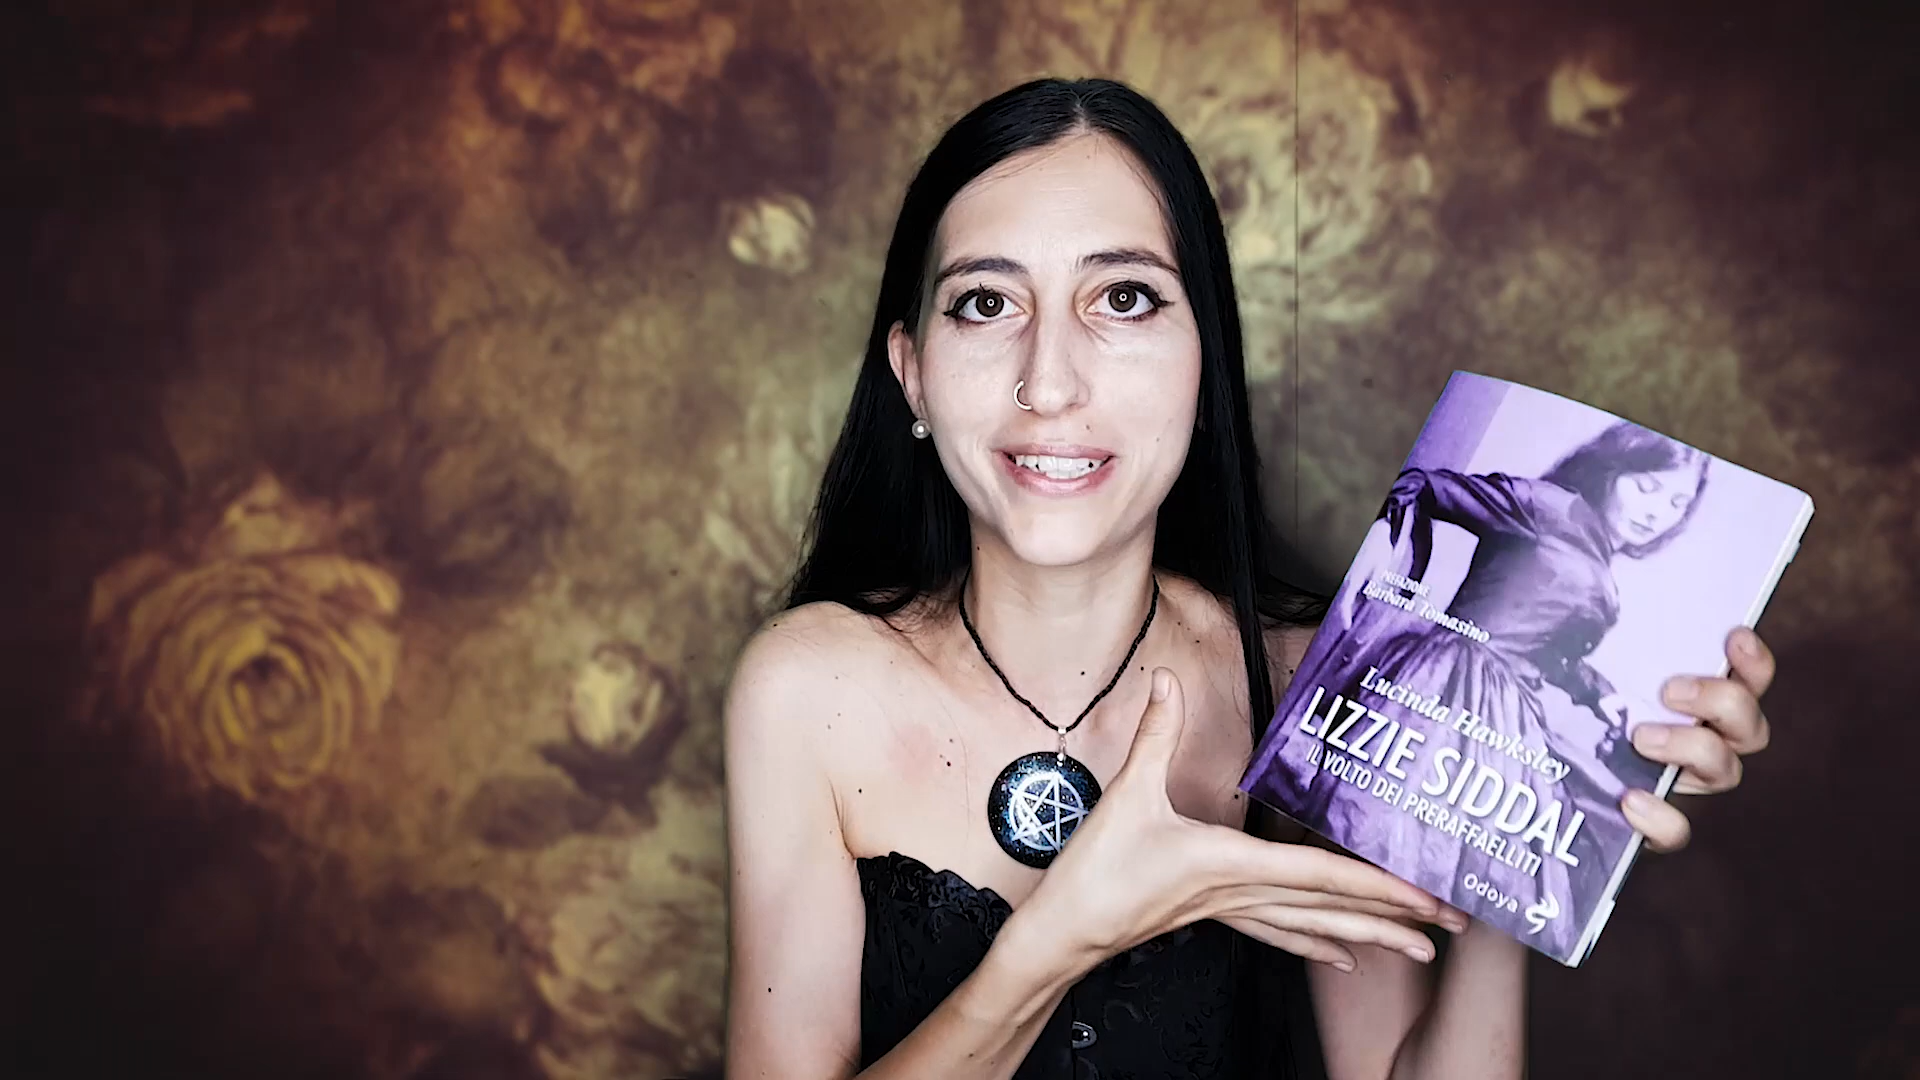 PREFAZIONE
Barbara Tomasino
Lucinda Hawksley
LIZZIE SIDDAL
IL VOLTO DEI PRERAFFAELLITI
Odoya